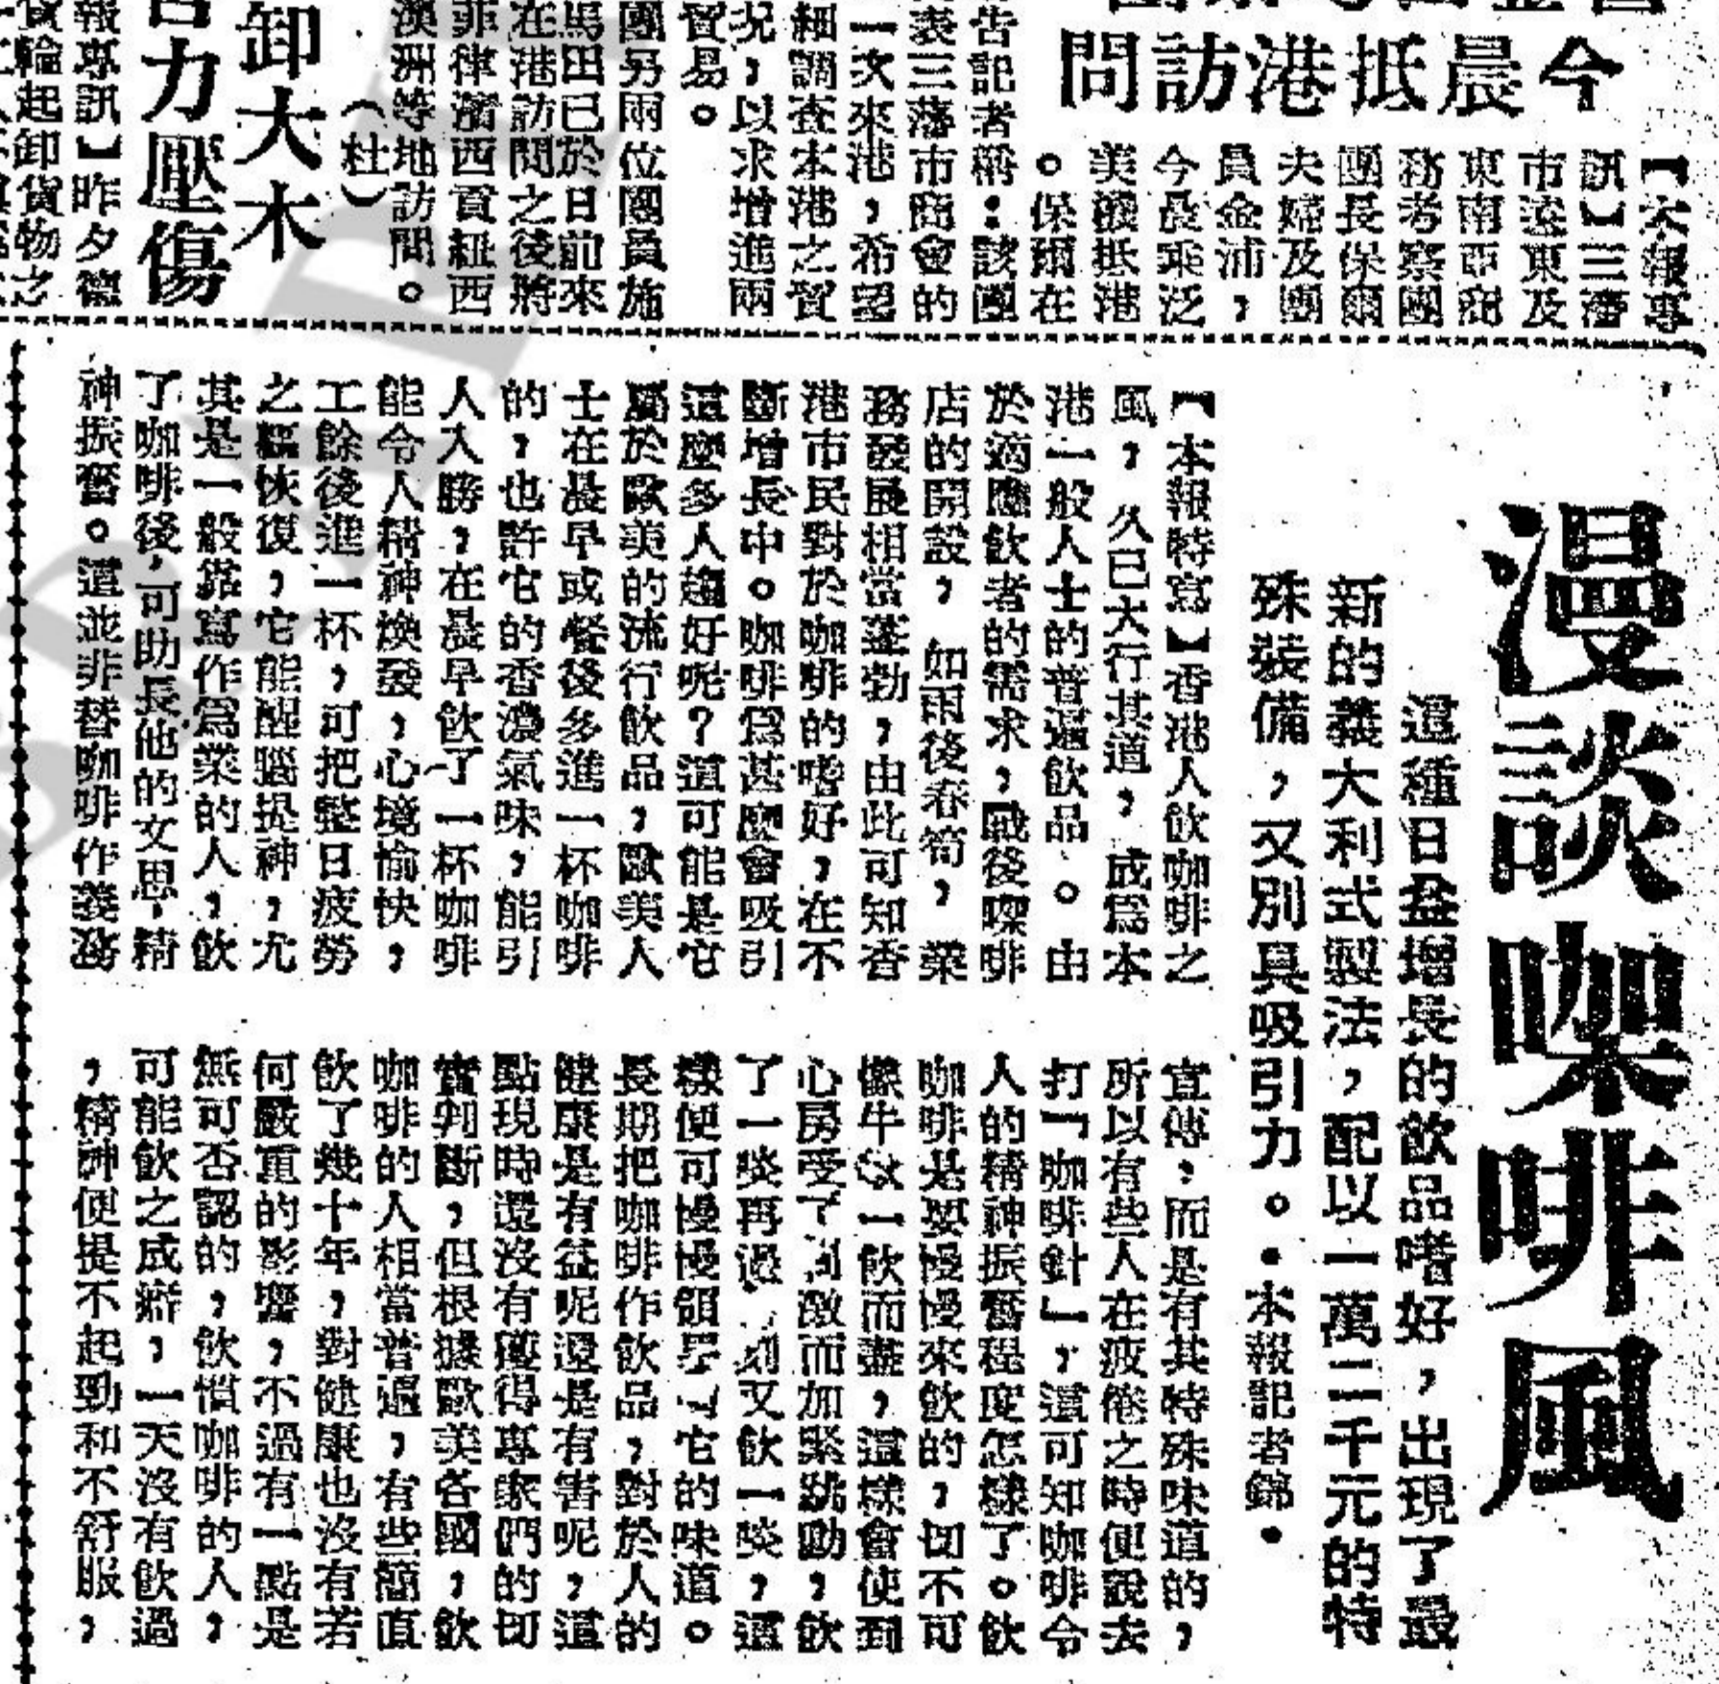 今晨抵港訪問
【本報專
訊】三藩
市遠東及
東南亞商
務考察團
團長保爾
夫婦及團
員金浦，
今晨乘泛
美機抵港
。保爾在
告記者稱：該團
表三藩市商會的
一次來港，希望
細調查本港之貿
況，以求增進兩
貿易。
團另兩位團員施
馬田已於日前來
在港訪問之後將
菲律濱西貢紐西
澳洲等地訪問。
（杜）
卸大木
力壓傷
報專訊】昨夕德
貨輪起卸貨物之
漫談㗎啡風
這種日益增長的飲品嗜好，出現了最
新的義大利式製法，配以一萬二千元的特
殊裝備，又別具吸引力。•本報記者錦•
【本報特寫】香港人飲咖啡之
風，久已大行其道，成爲本
港一般人士的普遍飲品。由
於適應飲者的需求，戰後㗎啡
店的開設，如雨後春筍，業
務發展相當蓬勃，由此可知香
港市民對於咖啡的嗜好，在不
斷增長中。咖啡爲甚麼會吸引
這麼多人趨好呢？這可能是它
屬於歐美的流行飲品，歐美人
士在晨早或餐後多進一杯咖啡
的，也許它的香濃氣味，能引
人入勝，在晨早飲了一杯咖啡
能令人精神煥發，心境愉快，
工餘後進一杯，可把整日疲勞
之軀恢復，它能醒腦提神，尤
其是一般靠寫作爲業的人，飲
了咖啡後，可助長他的文思，精
神振奮。這並非替咖啡作義務
宣傳；而是有其特殊味道的，
所以有些人在疲倦之時便說去
打「咖啡針」，這可知咖啡令
人的精神振奮程度怎樣了。飲
咖啡是要慢慢來飲的，切不可
像牛一飲而盡，這樣會使到
心房受了刺激而加緊跳動，飲
了一啖再過刻又飲一啖，這
樣便可慢慢領它的味道。
長期把咖啡作飲品，對於人的
健康是有益呢還是有害呢，這
點現時還沒有獲得專家們的切
實判斷，但根據歐美各國，飲
咖啡的人相當普遍，有些簡直
飲了幾十年，對健康也沒有若
何嚴重的影響，不過有一點是
無可否認的，飲慣咖啡的人，
可能飲之成癖，一天沒有飲過
，精神便提不起勁和不舒服，